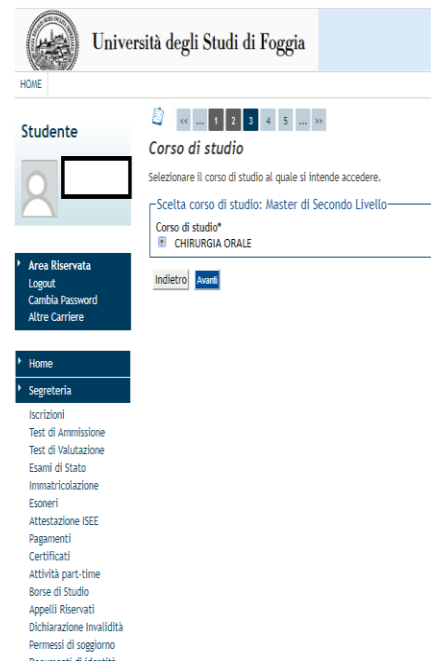 Università degli Studi di Foggia
HOME
Studente
<< ... 1 2 3 4 5 ... >>
Corso di studio
Selezionare il corso di studio al quale si intende accedere.
Scelta corso di studio: Master di Secondo Livello
Corso di studio*
CHIRURGIA ORALE
Indietro Avanti
Area Riservata
Logout
Cambia Password
Altre Carriere
Home
Segreteria
Iscrizioni
Test di Ammissione
Test di Valutazione
Esami di Stato
Immatricolazione
Esoneri
Attestazione ISEE
Pagamenti
Certificati
Attività part-time
Borse di Studio
Appelli Riservati
Dichiarazione Invalidità
Permessi di soggiorno
Documenti di identità